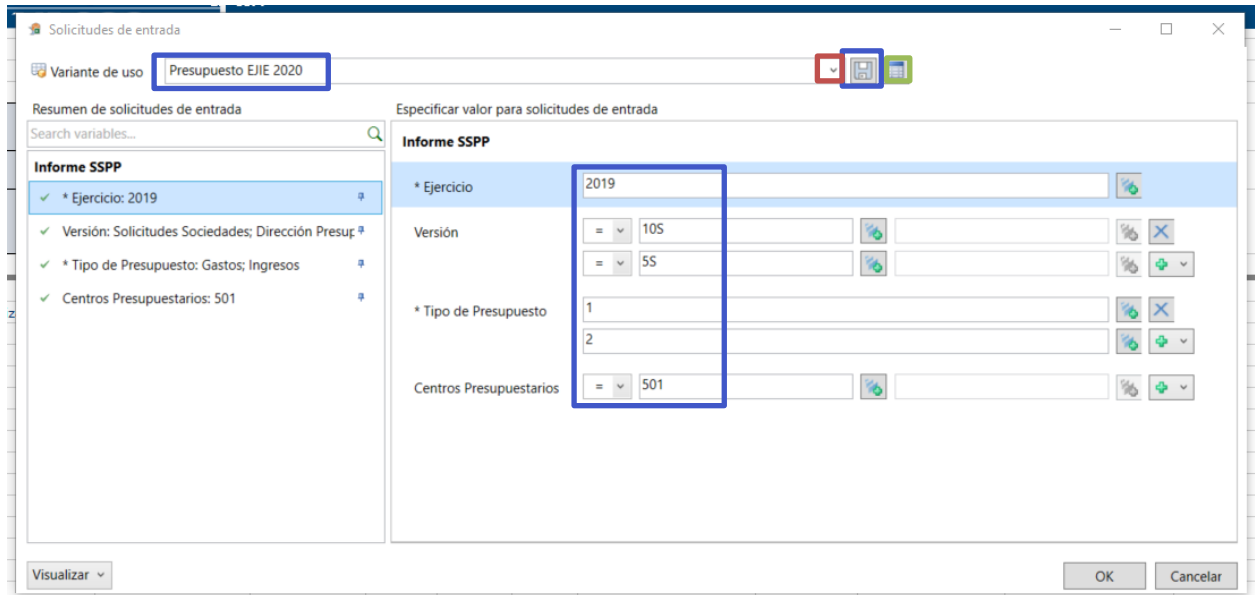 Solicitudes de entrada
Variante de uso Presupuesto EJIE 2020
Resumen de solicitudes de entrada
Search variables...
Informe SSPP
* Ejercicio: 2019
Versión: Solicitudes Sociedades; Dirección Presup
* Tipo de Presupuesto: Gastos; Ingresos
Centros Presupuestarios: 501
Especificar valor para solicitudes de entrada
Informe SSPP
* Ejercicio 2019
Versión = 10S
= 5S
* Tipo de Presupuesto 1
2
Centros Presupuestarios = 501
Visualizar
OK Cancelar